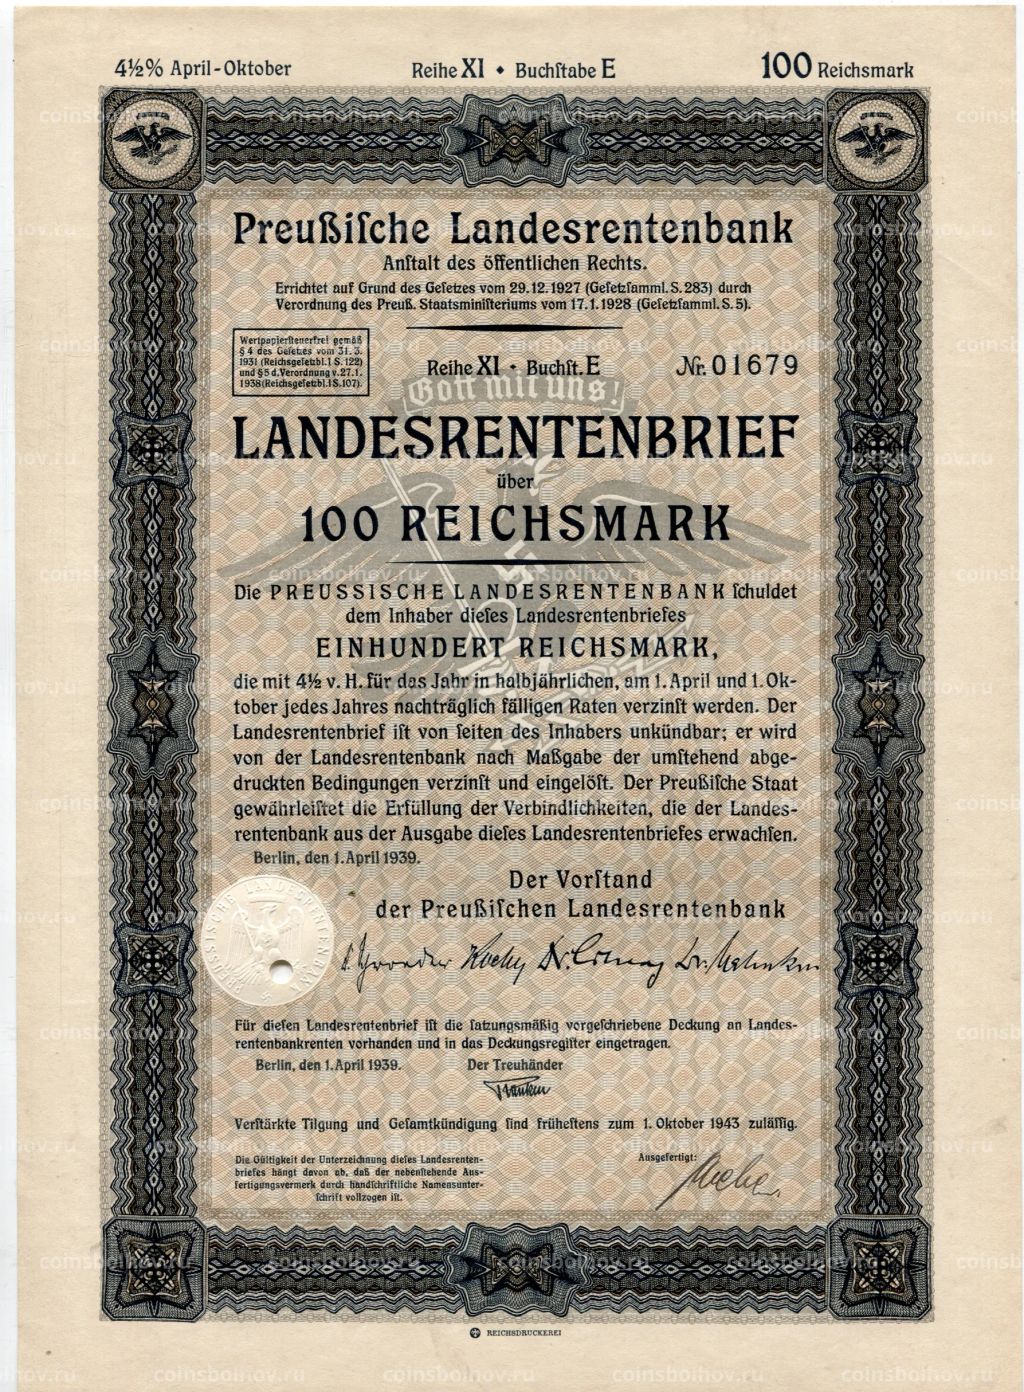 4½% April-Oktober Reihe XI • Buchſtabe E 100 Reichsmark
Preußiſche Landesrentenbank
Anſtalt des öffentlichen Rechts.
Errichtet auf Grund des Geſetzes vom 29.12.1927 (Geſetzſamml. S. 283) durch
Verordnung des Preuß. Staatsminiſteriums vom 17.1.1928 (Geſetzſamml. S. 5).
Wertpapierſteuerfrei gemäß
§ 4 des Geſetzes vom 31. 3.
1931 (Reichsgeſetzbl. I S. 122)
und § 5 d. Verordnung v. 27.1.
1938 (Reichsgeſetzbl. I S. 107).
Reihe XI • Buchſt. E Nr. 01679
Gott mit uns!
LANDESRENTENBRIEF
über
100 REICHSMARK
Die PREUSSISCHE LANDESRENTENBANK ſchuldet
dem Inhaber dieſes Landesrentenbriefes
EINHUNDERT REICHSMARK,
die mit 4½ v. H. für das Jahr in halbjährlichen, am 1. April und 1. Ok-
tober jedes Jahres nachträglich fälligen Raten verzinſt werden. Der
Landesrentenbrief iſt von ſeiten des Inhabers unkündbar; er wird
von der Landesrentenbank nach Maßgabe der umſtehend abge-
druckten Bedingungen verzinſt und eingelöſt. Der Preußiſche Staat
gewährleiſtet die Erfüllung der Verbindlichkeiten, die der Landes-
rentenbank aus der Ausgabe dieſes Landesrentenbriefes erwachſen.
Berlin, den 1. April 1939.
Der Vorſtand
der Preußiſchen Landesrentenbank
PREUSSISCHE LANDESRENTENBANK
Für dieſen Landesrentenbrief iſt die ſatzungsmäßig vorgeſchriebene Deckung an Landes-
rentenbankrenten vorhanden und in das Deckungsregiſter eingetragen.
Berlin, den 1. April 1939. Der Treuhänder
Verſtärkte Tilgung und Geſamtkündigung ſind früheſtens zum 1. Oktober 1943 zuläſſig.
Die Gültigkeit der Unterzeichnung dieſes Landesrenten-
briefes hängt davon ab, daß der nebenſtehende Aus-
fertigungsvermerk durch handſchriftliche Namensunter-
ſchrift vollzogen iſt.
Ausgefertigt:
REICHSDRUCKEREI
coinsbolhov.ru